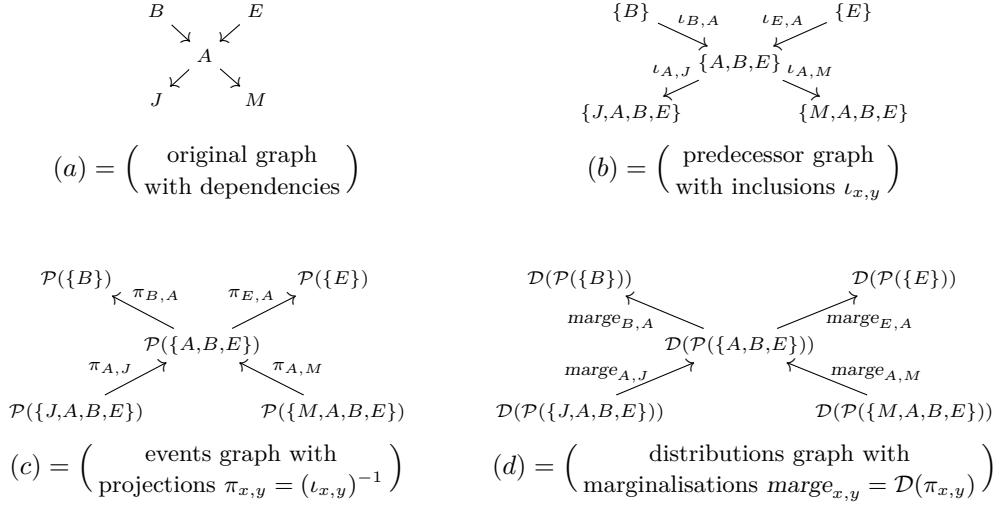 B E {B} {E}
ι_{B,A} ι_{E,A}
A {A,B,E}
ι_{A,J} ι_{A,M}
J M {J,A,B,E} {M,A,B,E}
(a) = ( original graph with dependencies ) (b) = ( predecessor graph with inclusions ι_{x,y} )
𝒫({B}) 𝒫({E}) 𝒟(𝒫({B})) 𝒟(𝒫({E}))
π_{B,A} π_{E,A} marge_{B,A} marge_{E,A}
𝒫({A,B,E}) 𝒟(𝒫({A,B,E}))
π_{A,J} π_{A,M} marge_{A,J} marge_{A,M}
𝒫({J,A,B,E}) 𝒫({M,A,B,E}) 𝒟(𝒫({J,A,B,E})) 𝒟(𝒫({M,A,B,E}))
(c) = ( events graph with projections π_{x,y} = (ι_{x,y})^{-1} ) (d) = ( distributions graph with marginalisations marge_{x,y} = 𝒟(π_{x,y}) )